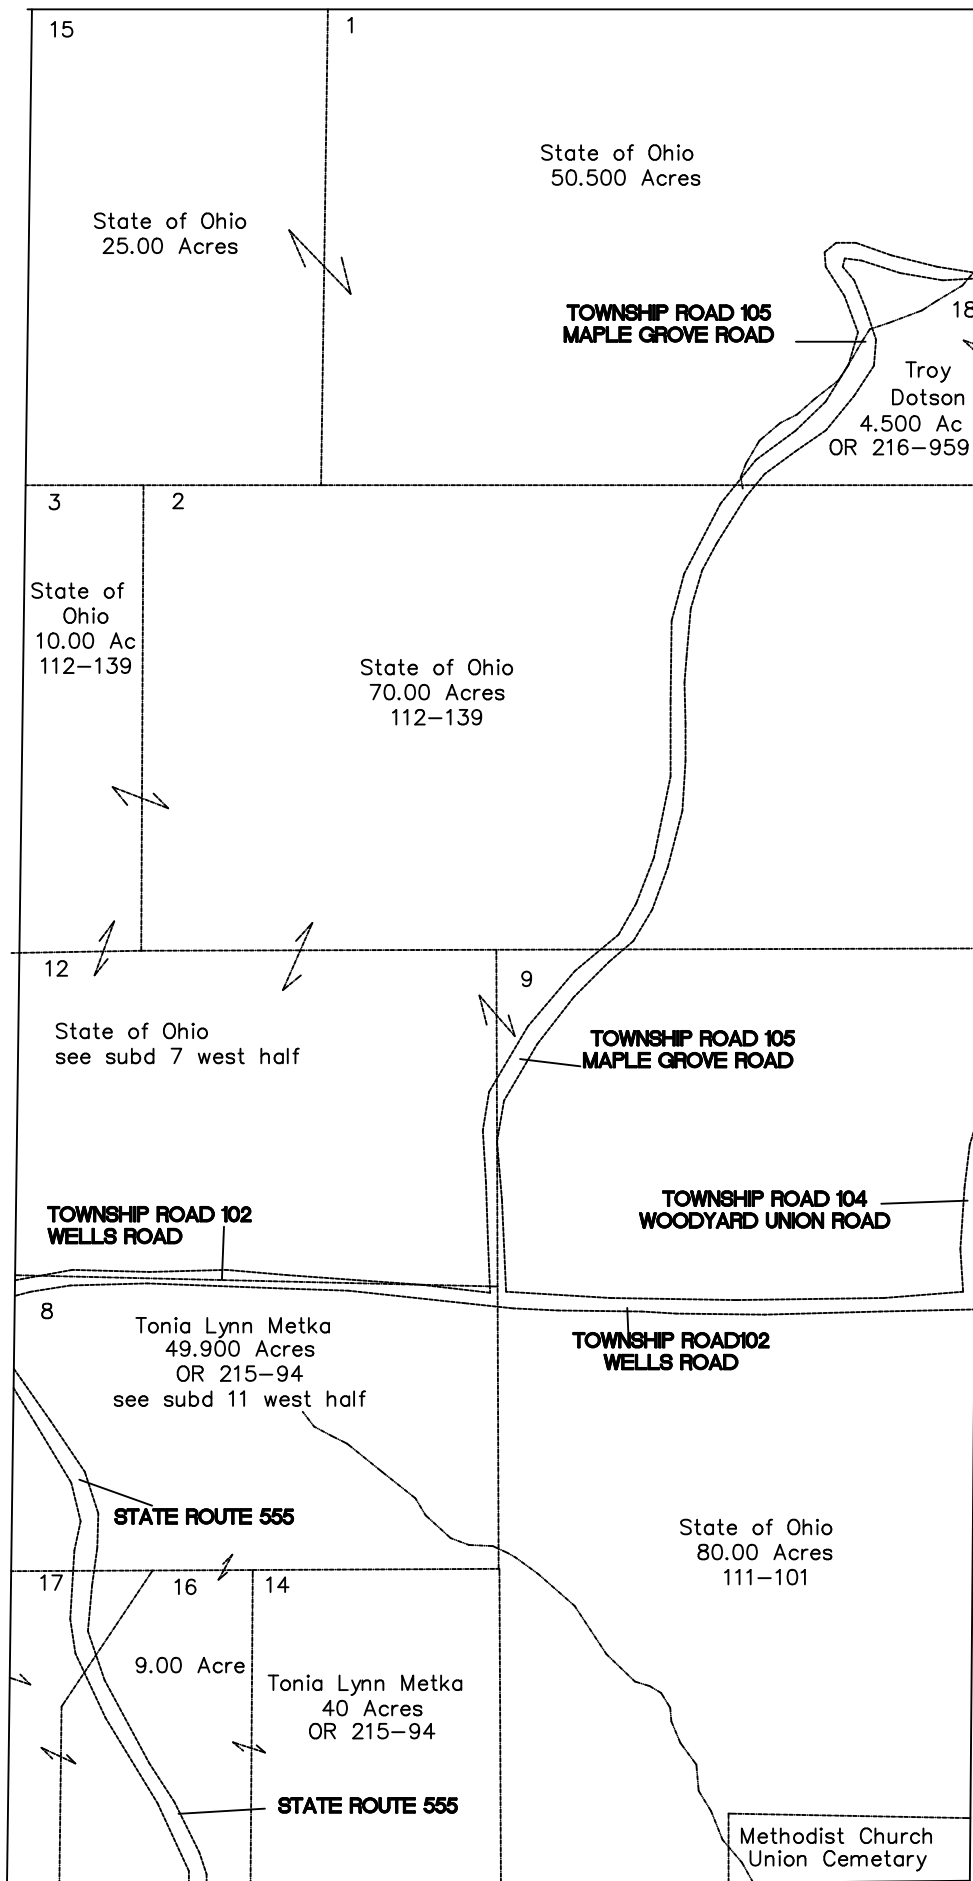 15
1
State of Ohio
50.500 Acres
State of Ohio
25.00 Acres
TOWNSHIP ROAD 105
MAPLE GROVE ROAD
18
Troy
Dotson
4.500 Ac
OR 216-959
3
2
State of
Ohio
10.00 Ac
112-139
State of Ohio
70.00 Acres
112-139
12
9
State of Ohio
see subd 7 west half
TOWNSHIP ROAD 105
MAPLE GROVE ROAD
TOWNSHIP ROAD 104
WOODYARD UNION ROAD
TOWNSHIP ROAD 102
WELLS ROAD
8
Tonia Lynn Metka
49.900 Acres
OR 215-94
see subd 11 west half
TOWNSHIP ROAD102
WELLS ROAD
STATE ROUTE 555
State of Ohio
80.00 Acres
111-101
17
16
14
9.00 Acre
Tonia Lynn Metka
40 Acres
OR 215-94
STATE ROUTE 555
Methodist Church
Union Cemetary